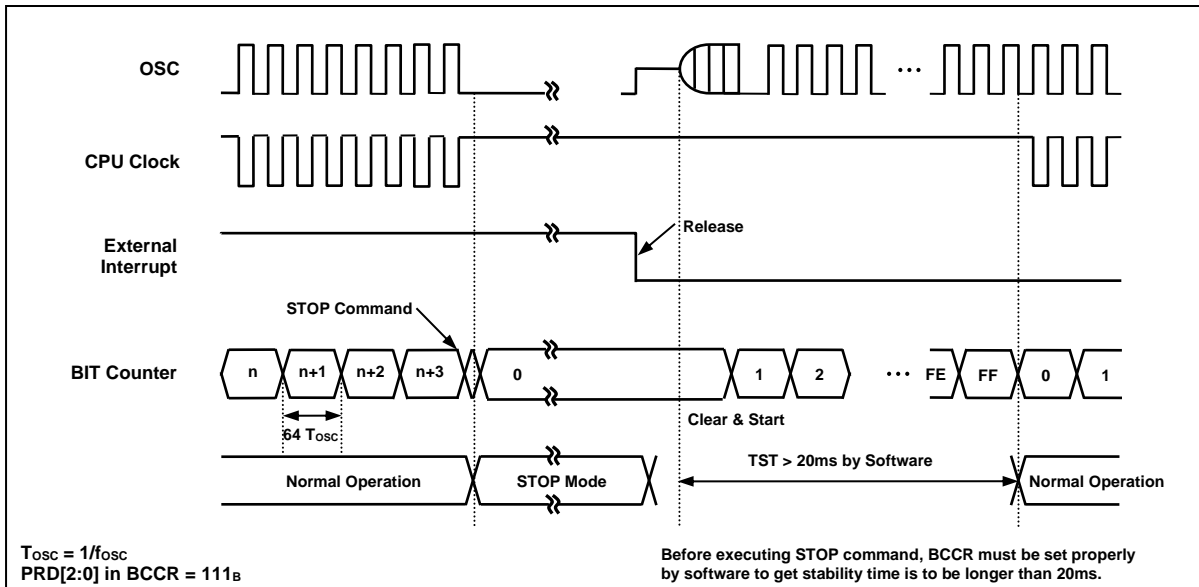 OSC
···
CPU Clock
External
Interrupt
Release
STOP Command
BIT Counter
n n+1 n+2 n+3 0 1 2 ··· FE FF 0 1
Clear & Start
64 Tosc
TST > 20ms by Software
Normal Operation STOP Mode Normal Operation
Tosc = 1/fosc
PRD[2:0] in BCCR = 111B
Before executing STOP command, BCCR must be set properly
by software to get stability time is to be longer than 20ms.